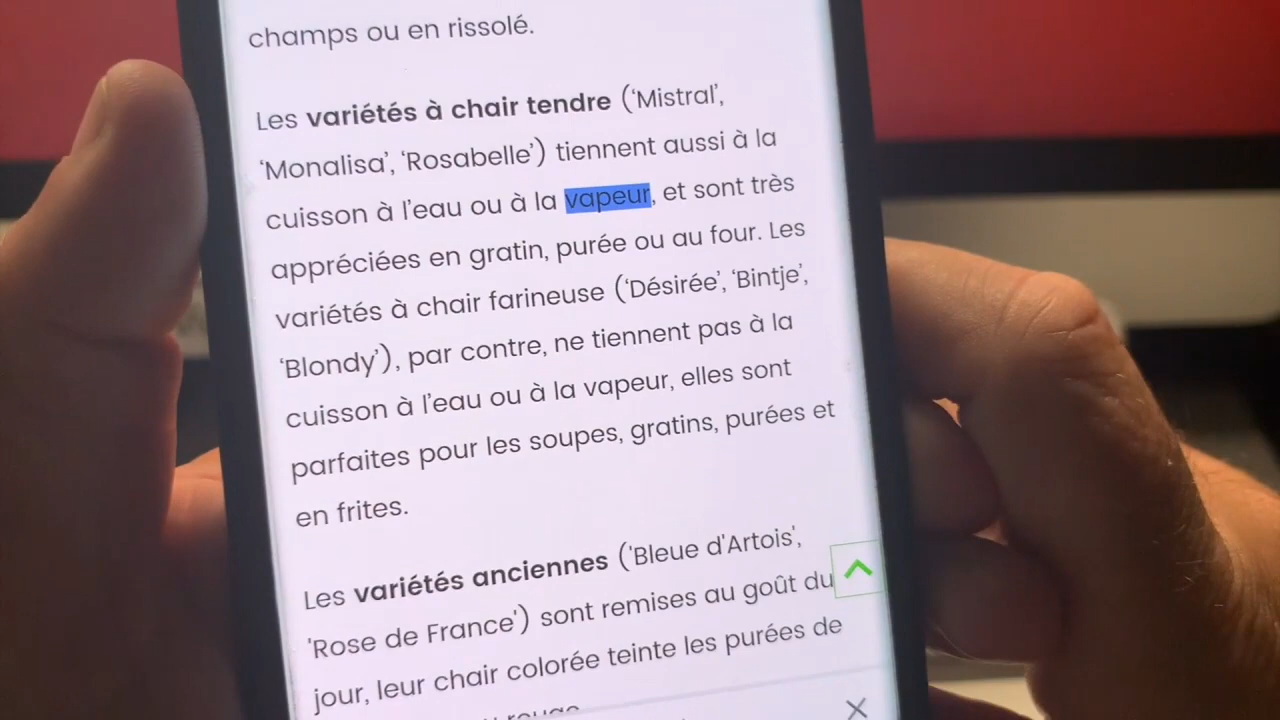 champs ou en rissolé.
Les variétés à chair tendre (‘Mistral’,
‘Monalisa’, ‘Rosabelle’) tiennent aussi à la
cuisson à l’eau ou à la vapeur, et sont très
appréciées en gratin, purée ou au four. Les
variétés à chair farineuse (‘Désirée’, ‘Bintje’,
‘Blondy’), par contre, ne tiennent pas à la
cuisson à l’eau ou à la vapeur, elles sont
parfaites pour les soupes, gratins, purées et
en frites.
Les variétés anciennes ('Bleue d'Artois',
'Rose de France') sont remises au goût du
jour, leur chair colorée teinte les purées de
rouge